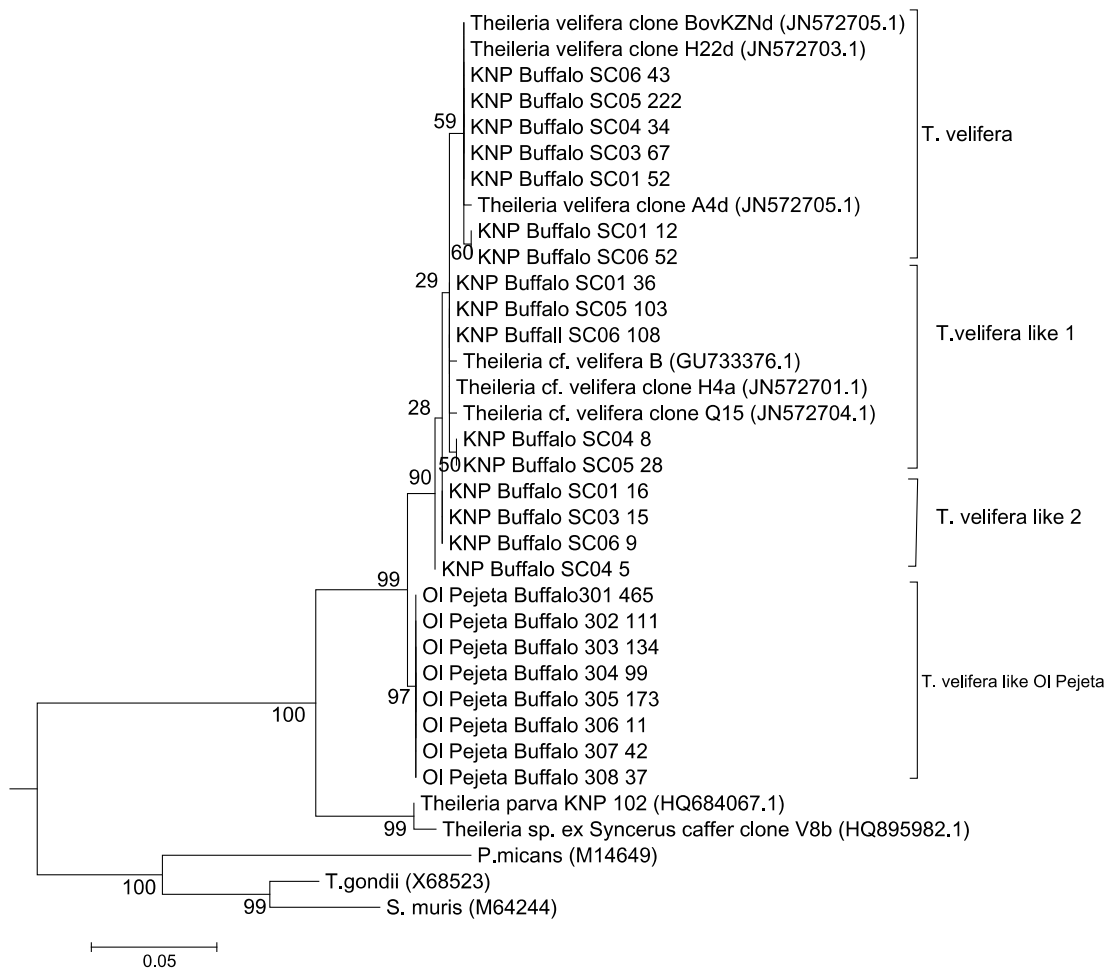 Theileria velifera clone BovKZNd (JN572705.1)
Theileria velifera clone H22d (JN572703.1)
KNP Buffalo SC06 43
KNP Buffalo SC05 222
KNP Buffalo SC04 34
KNP Buffalo SC03 67
KNP Buffalo SC01 52
Theileria velifera clone A4d (JN572705.1)
KNP Buffalo SC01 12
KNP Buffalo SC06 52
KNP Buffalo SC01 36
KNP Buffalo SC05 103
KNP Buffall SC06 108
Theileria cf. velifera B (GU733376.1)
Theileria cf. velifera clone H4a (JN572701.1)
Theileria cf. velifera clone Q15 (JN572704.1)
KNP Buffalo SC04 8
KNP Buffalo SC05 28
KNP Buffalo SC01 16
KNP Buffalo SC03 15
KNP Buffalo SC06 9
KNP Buffalo SC04 5
Ol Pejeta Buffalo301 465
Ol Pejeta Buffalo 302 111
Ol Pejeta Buffalo 303 134
Ol Pejeta Buffalo 304 99
Ol Pejeta Buffalo 305 173
Ol Pejeta Buffalo 306 11
Ol Pejeta Buffalo 307 42
Ol Pejeta Buffalo 308 37
Theileria parva KNP 102 (HQ684067.1)
Theileria sp. ex Syncerus caffer clone V8b (HQ895982.1)
P.micans (M14649)
T.gondii (X68523)
S. muris (M64244)
T. velifera
T.velifera like 1
T. velifera like 2
T. velifera like Ol Pejeta
59
60
29
28
50
90
99
97
100
99
100
99
0.05